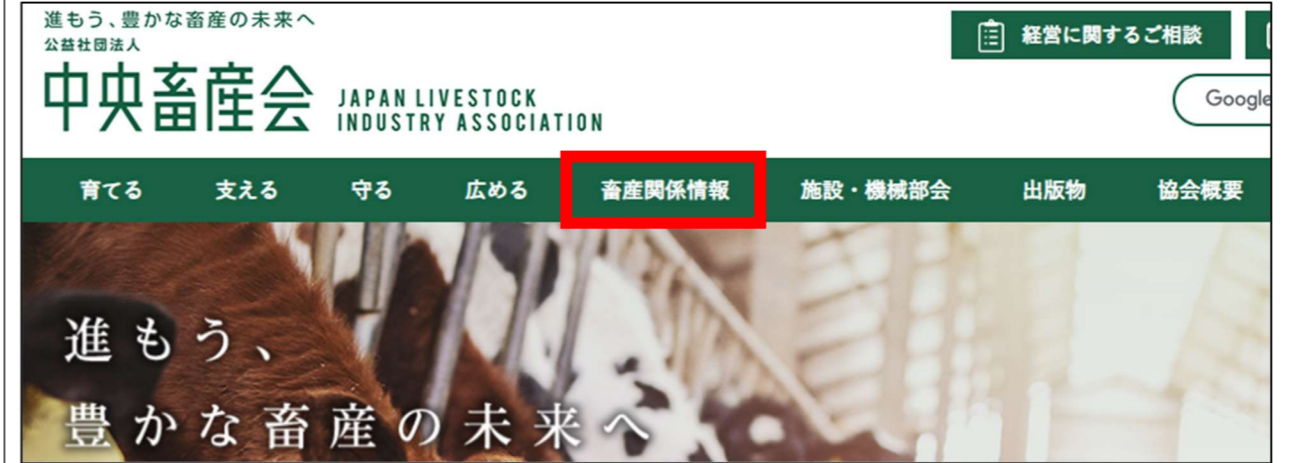 進もう、豊かな畜産の未来へ
公益社団法人
中央畜産会 JAPAN LIVESTOCK INDUSTRY ASSOCIATION
経営に関するご相談
Google
育てる 支える 守る 広める 畜産関係情報 施設・機械部会 出版物 協会概要
進もう、
豊かな畜産の未来へ